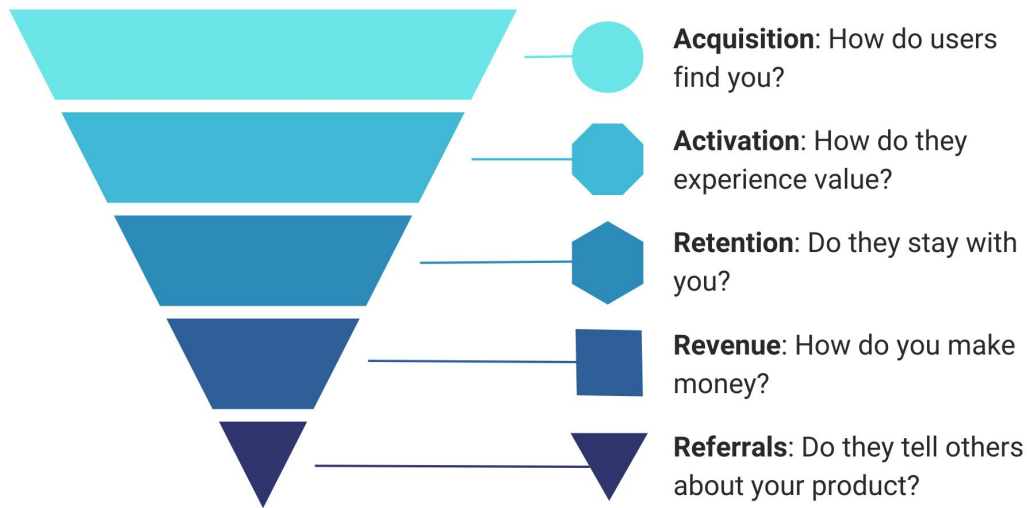 Acquisition: How do users
find you?
Activation: How do they
experience value?
Retention: Do they stay with
you?
Revenue: How do you make
money?
Referrals: Do they tell others
about your product?